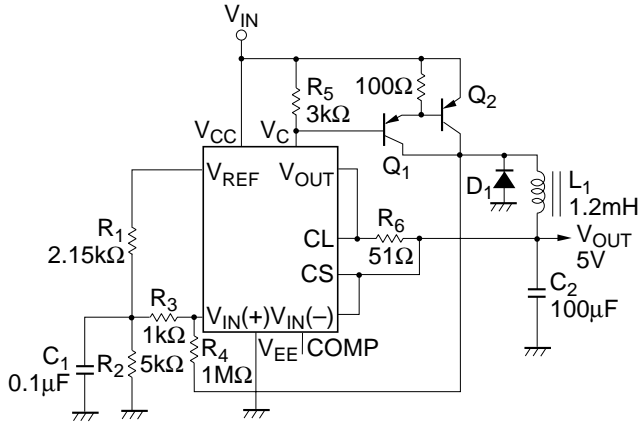 VIN
R5
3kΩ
100Ω
Q2
VCC
VC
Q1
VREF
VOUT
D1
L1
1.2mH
R1
2.15kΩ
CL
R6
51Ω
CS
VOUT
5V
R3
1kΩ
VIN(+)
VIN(−)
C2
100μF
C1
0.1μF
R2
5kΩ
R4
1MΩ
VEE
COMP